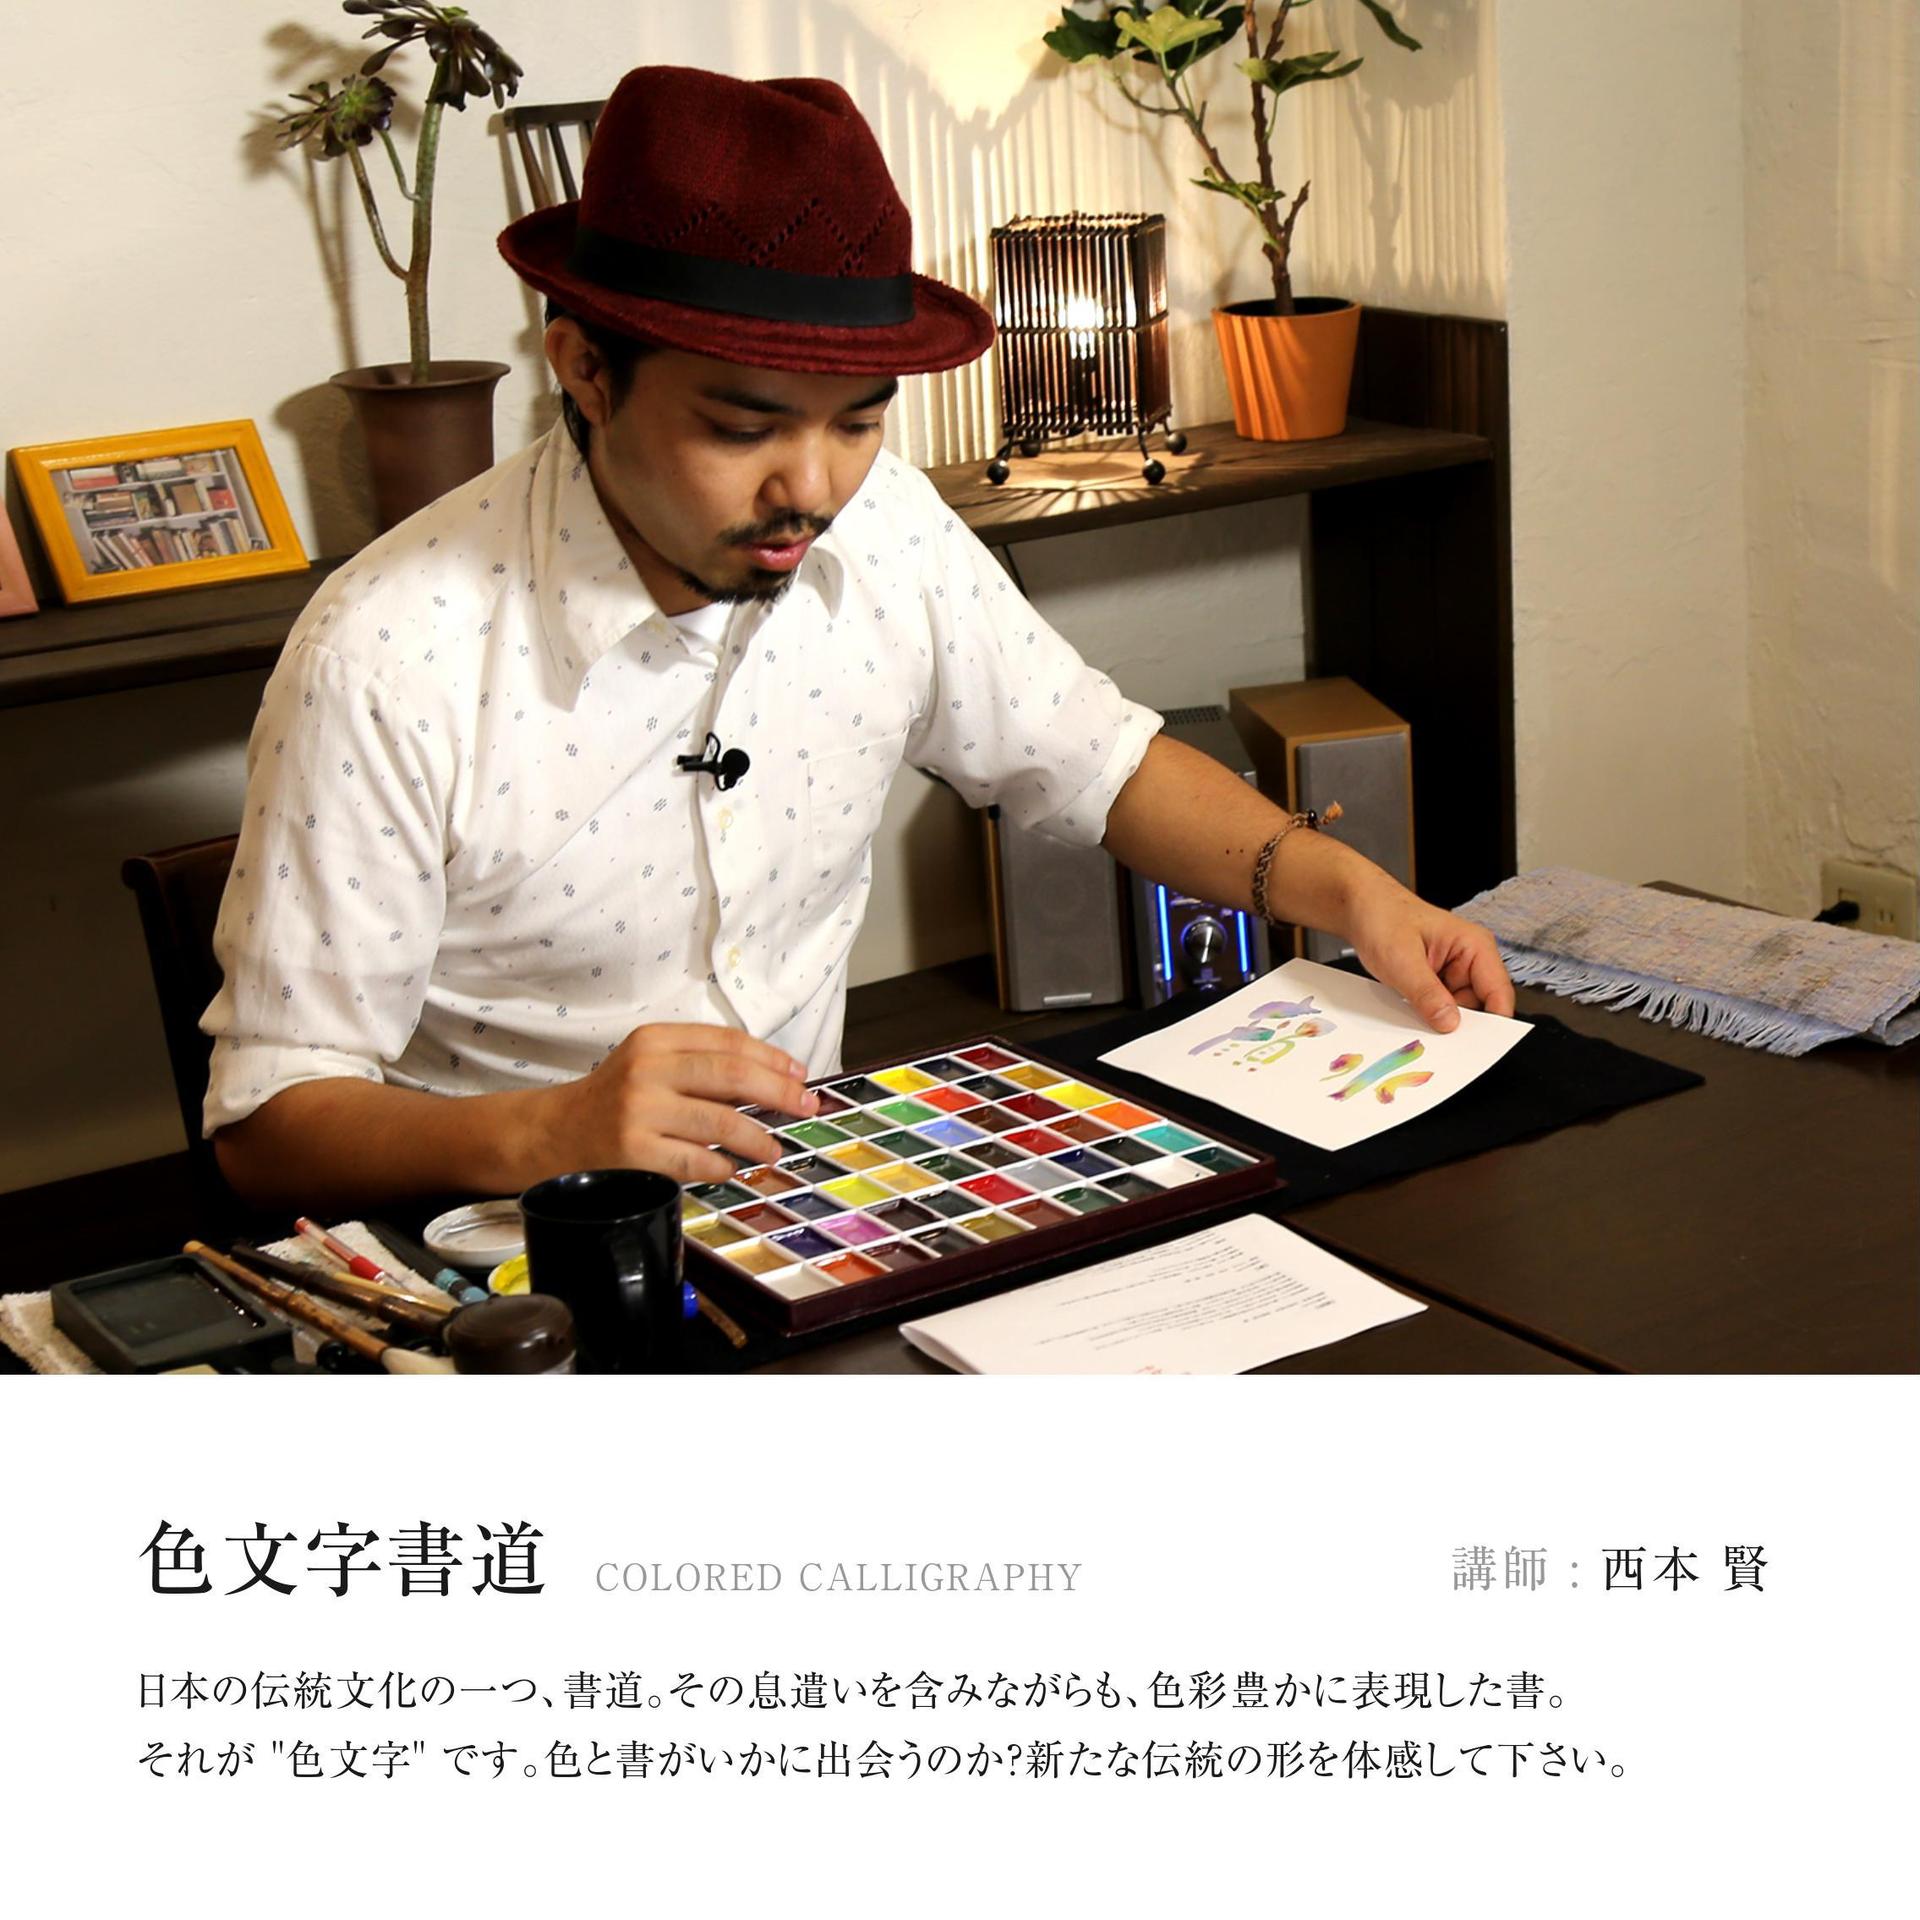 色文字書道 COLORED CALLIGRAPHY 講師：西本 賢
日本の伝統文化の一つ、書道。その息遣いを含みながらも、色彩豊かに表現した書。
それが "色文字" です。色と書がいかに出会うのか?新たな伝統の形を体感して下さい。